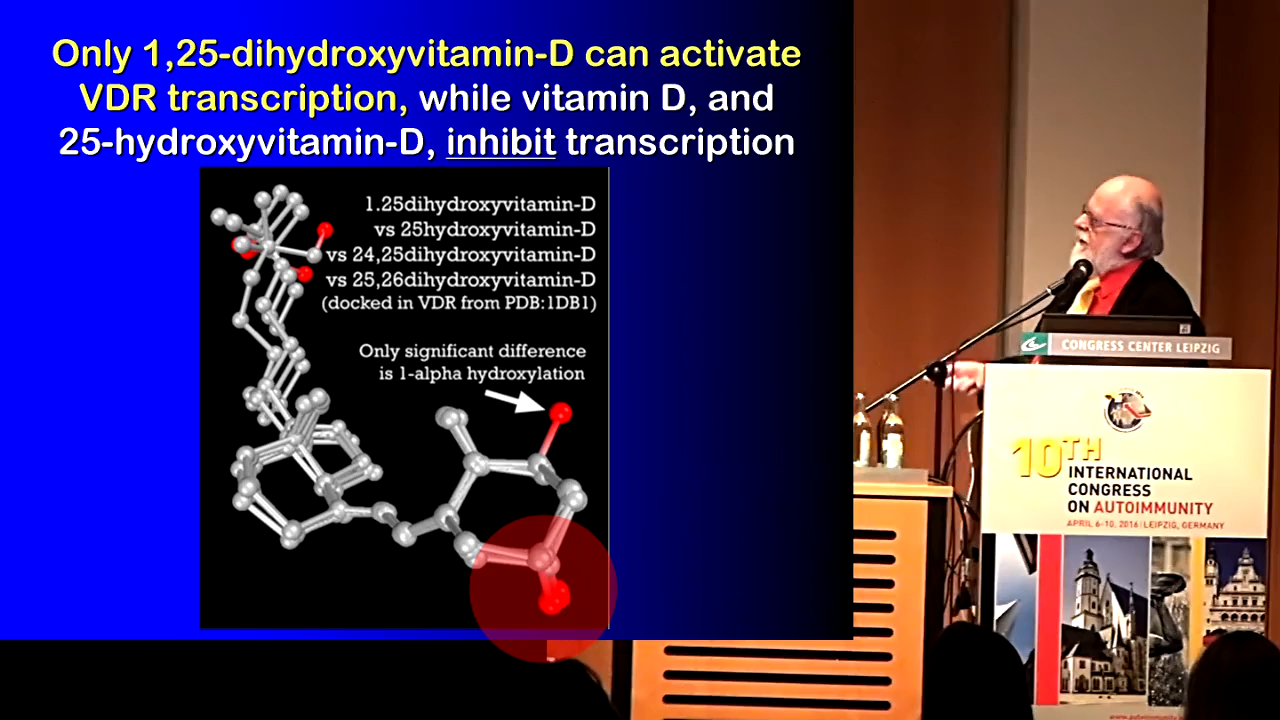 Only 1,25-dihydroxyvitamin-D can activate
VDR transcription, while vitamin D, and
25-hydroxyvitamin-D, inhibit transcription
1.25dihydroxyvitamin-D
vs 25hydroxyvitamin-D
vs 24,25dihydroxyvitamin-D
vs 25,26dihydroxyvitamin-D
(docked in VDR from PDB:1DB1)
Only significant difference
is 1-alpha hydroxylation
CONGRESS CENTER LEIPZIG
10TH
INTERNATIONAL
CONGRESS
ON AUTOIMMUNITY
APRIL 6-10, 2016 | LEIPZIG, GERMANY